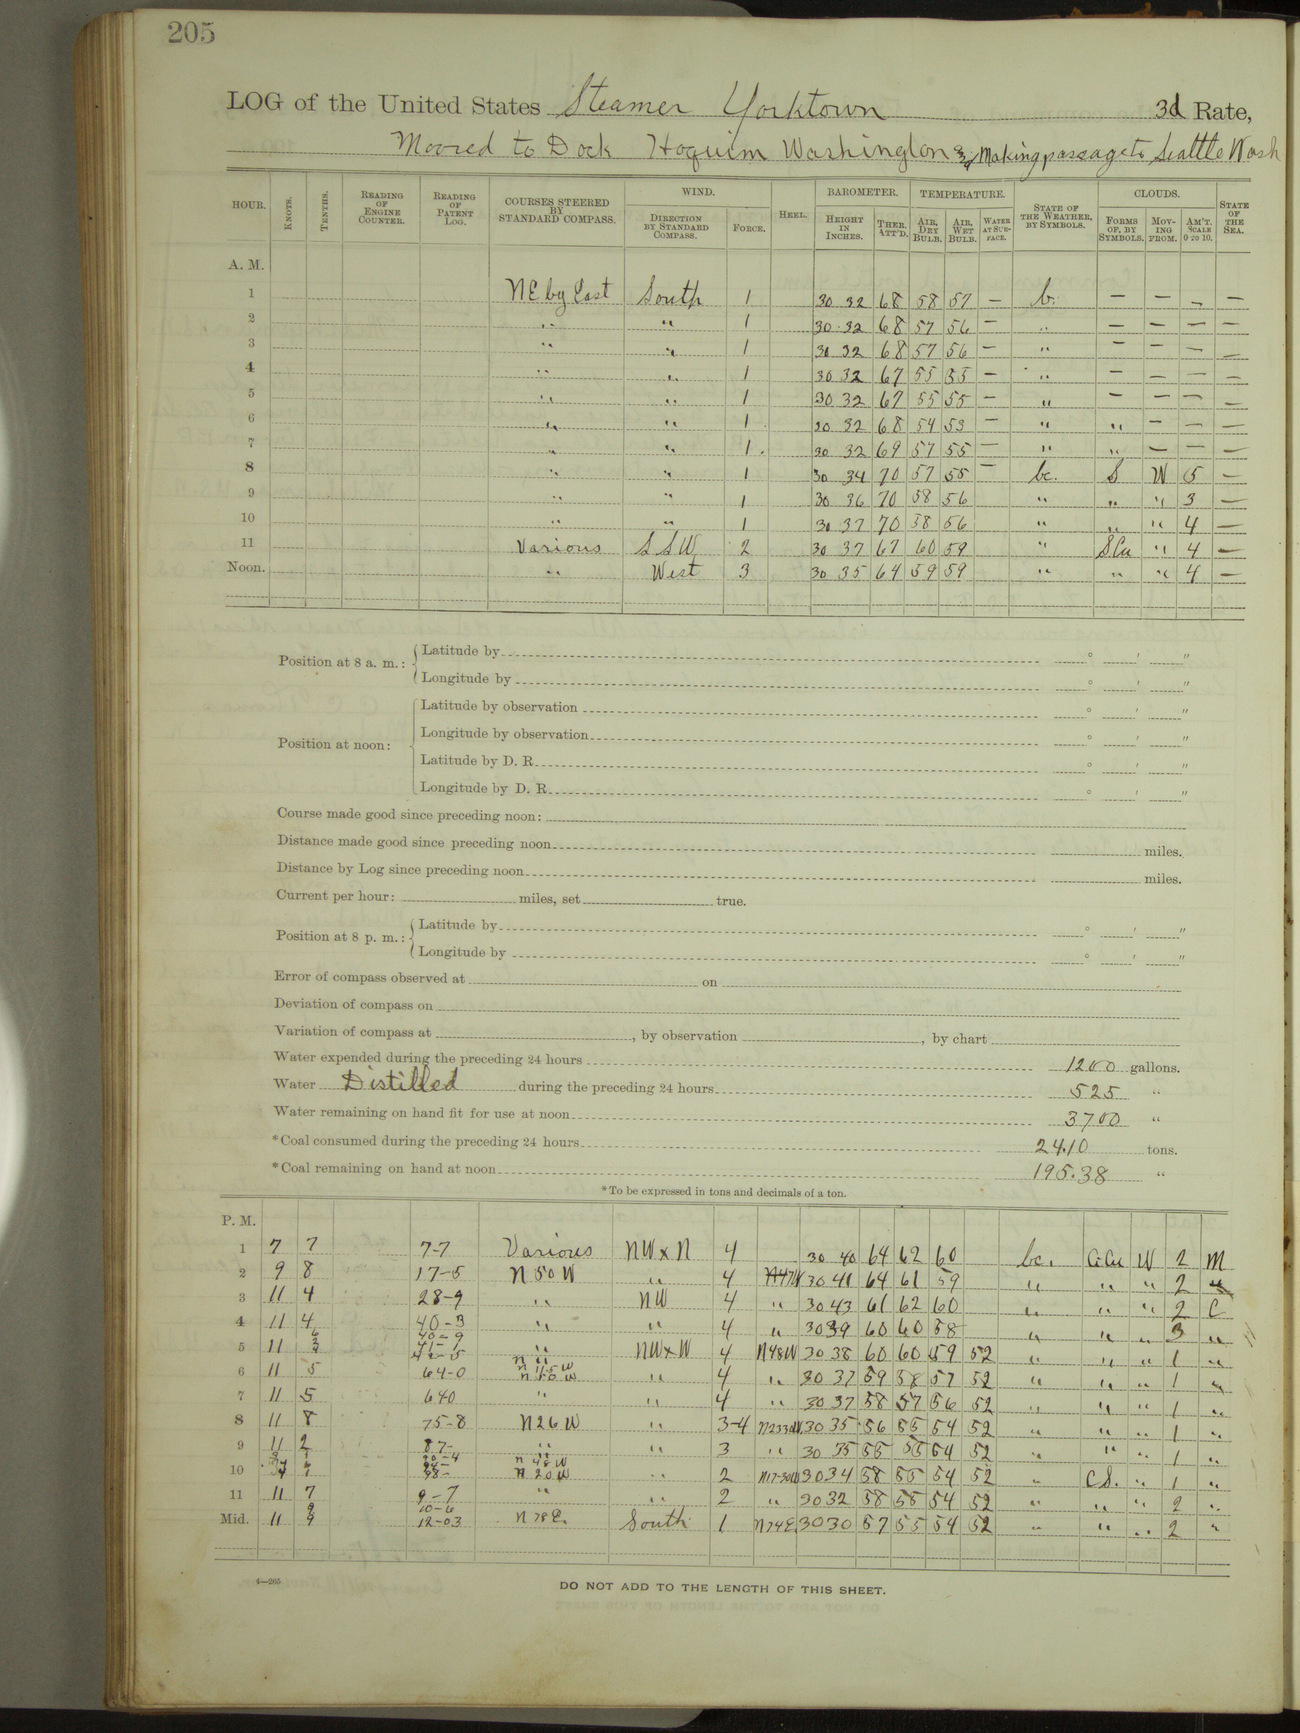 205
LOG of the United States Steamer Yorktown 3d Rate,
Moored to Dock Hoquim Washington & Making passage to Seattle Wash
HOUR. KNOTS. TENTHS. READING OF ENGINE COUNTER. READING OF PATENT LOG. COURSES STEERED BY STANDARD COMPASS. WIND. DIRECTION BY STANDARD COMPASS. FORCE. HEEL. BAROMETER. HEIGHT IN INCHES. THER. ATT'D. TEMPERATURE. AIR, DRY BULB. AIR, WET BULB. WATER AT SURFACE. STATE OF THE WEATHER, BY SYMBOLS. CLOUDS. FORMS OF, BY SYMBOLS. MOVING FROM. AM'T. SCALE 0 TO 10. STATE OF THE SEA.
A. M.
1 NE by East South 1 30 32 68 58 57 — b. — — — —
2 " " 1 30 32 68 57 56 — " — — — —
3 " " 1 30 32 68 57 56 — " — — — —
4 " " 1 30 32 67 55 55 — " — — — —
5 " " 1 30 32 67 55 55 — " — — — —
6 " " 1 30 32 68 54 53 — " " — — —
7 " " 1 30 32 69 57 55 — " " — — —
8 " " 1 30 34 70 57 55 — bc. S W 5 —
9 " " 1 30 36 70 58 56 " " " 3 —
10 " " 1 30 37 70 58 56 " " " 4 —
11 Various SSW 2 30 37 67 60 59 " S Cu " 4 —
Noon. " West 3 30 35 64 59 59 " " " 4 —
Position at 8 a. m.: Latitude by ° ' "
Longitude by ° ' "
Position at noon: Latitude by observation ° ' "
Longitude by observation ° ' "
Latitude by D. R. ° ' "
Longitude by D. R. ° ' "
Course made good since preceding noon:
Distance made good since preceding noon miles.
Distance by Log since preceding noon miles.
Current per hour: miles, set true.
Position at 8 p. m.: Latitude by ° ' "
Longitude by ° ' "
Error of compass observed at on
Deviation of compass on
Variation of compass at , by observation , by chart
Water expended during the preceding 24 hours 1200 gallons.
Water Distilled during the preceding 24 hours 525 "
Water remaining on hand fit for use at noon 3700 "
*Coal consumed during the preceding 24 hours 24.10 tons.
*Coal remaining on hand at noon 195.38 "
*To be expressed in tons and decimals of a ton.
P. M.
1 7 7 7-7 Various NW x N 4 30 40 64 62 60 bc. Ci Cu W 2 M
2 9 8 17-5 N 50 W " 4 N47W 30 41 64 61 59 " " " 2
3 11 4 28-9 " NW 4 " 30 43 61 62 60 " " " 2 C
4 11 4 40-3 " " 4 " 30 39 60 60 58 " " " 3 "
5 11 " NW x W 4 N48W 30 38 60 60 59 52 " " " 1 "
6 11 5 64-0 " 4 " 30 37 59 58 57 52 " " " 1 "
7 11 5 640 " " 4 " 30 37 58 57 56 52 " " " 1 "
8 11 8 75-8 N 26 W " 3-4 30 35 56 55 54 52 " " " 1 "
9 11 2 87- " " 3 " 30 35 55 55 54 52 " " " 1 "
10 N 20 W " 2 30 34 58 55 54 52 " C S. " 1 "
11 11 7 9-7 " " 2 " 30 32 58 55 54 52 " " " 2 "
Mid. 11 9 12-03 N 78 E. South 1 N 74 E. 30 30 57 55 54 52 " " " 2 "
4—265
DO NOT ADD TO THE LENGTH OF THIS SHEET.